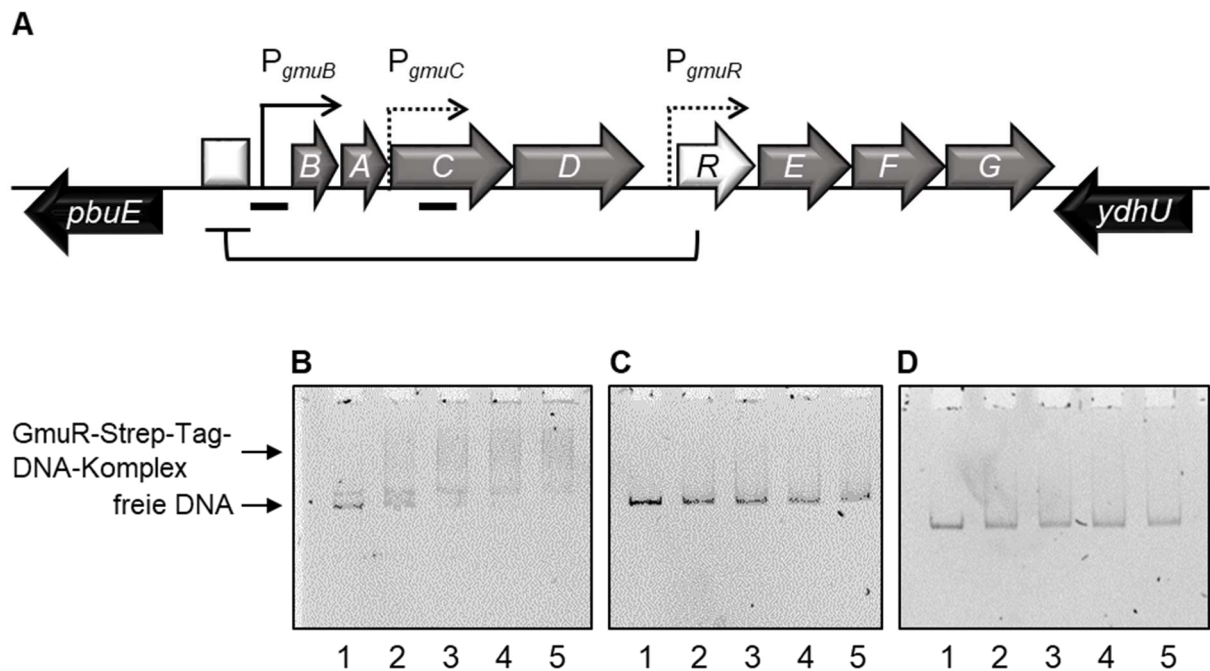 A
PgmuB PgmuC PgmuR
B A C D R E F G
pbuE ydhU
B C D
GmuR-Strep-Tag-
DNA-Komplex
freie DNA
1 2 3 4 5 1 2 3 4 5 1 2 3 4 5